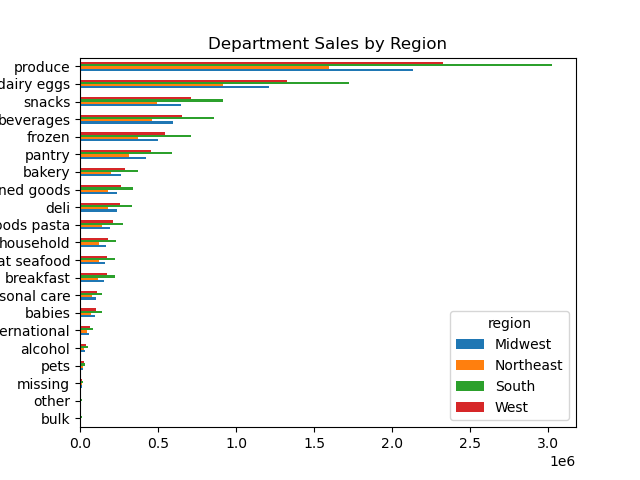 Department Sales by Region
produce
dairy eggs
snacks
beverages
frozen
pantry
bakery
ned goods
deli
ods pasta
household
at seafood
breakfast
sonal care
babies
ernational
alcohol
pets
missing
other
bulk
region
Midwest
Northeast
South
West
0.0 0.5 1.0 1.5 2.0 2.5 3.0
1e6